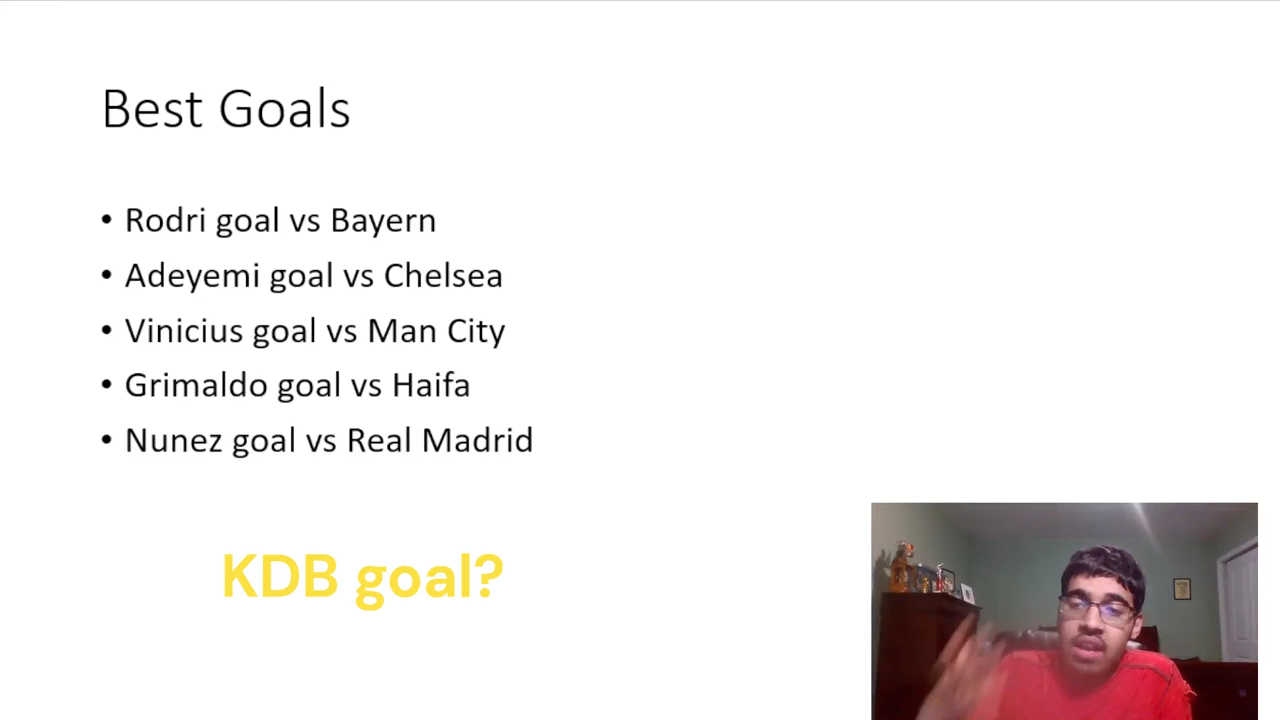 Best Goals
• Rodri goal vs Bayern
• Adeyemi goal vs Chelsea
• Vinicius goal vs Man City
• Grimaldo goal vs Haifa
• Nunez goal vs Real Madrid
KDB goal?